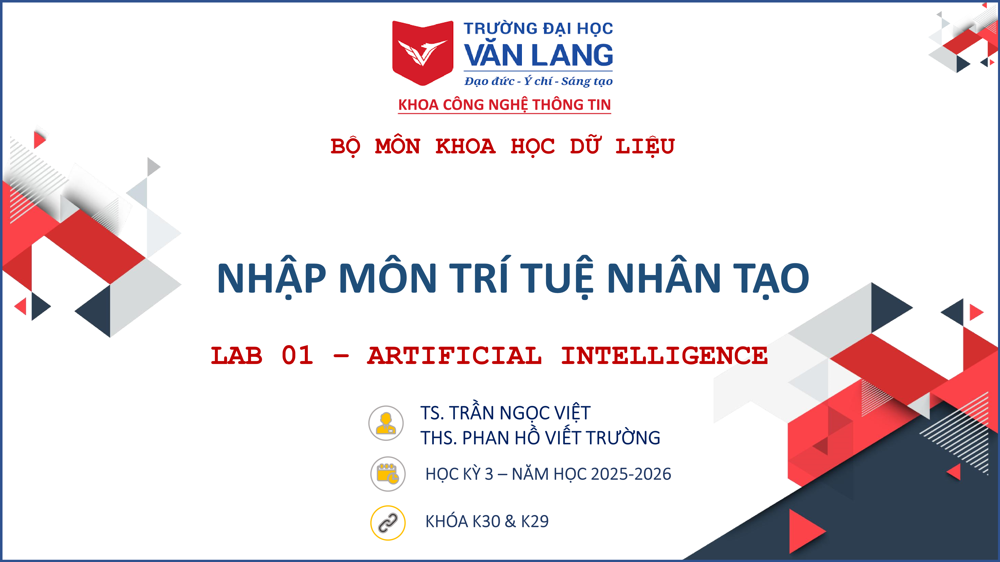 TRƯỜNG ĐẠI HỌC
VĂN LANG
Đạo đức - Ý chí - Sáng tạo
KHOA CÔNG NGHỆ THÔNG TIN
BỘ MÔN KHOA HỌC DỮ LIỆU
NHẬP MÔN TRÍ TUỆ NHÂN TẠO
LAB 01 – ARTIFICIAL INTELLIGENCE
TS. TRẦN NGỌC VIỆT
THS. PHAN HỒ VIẾT TRƯỜNG
HỌC KỲ 3 – NĂM HỌC 2025-2026
KHÓA K30 & K29